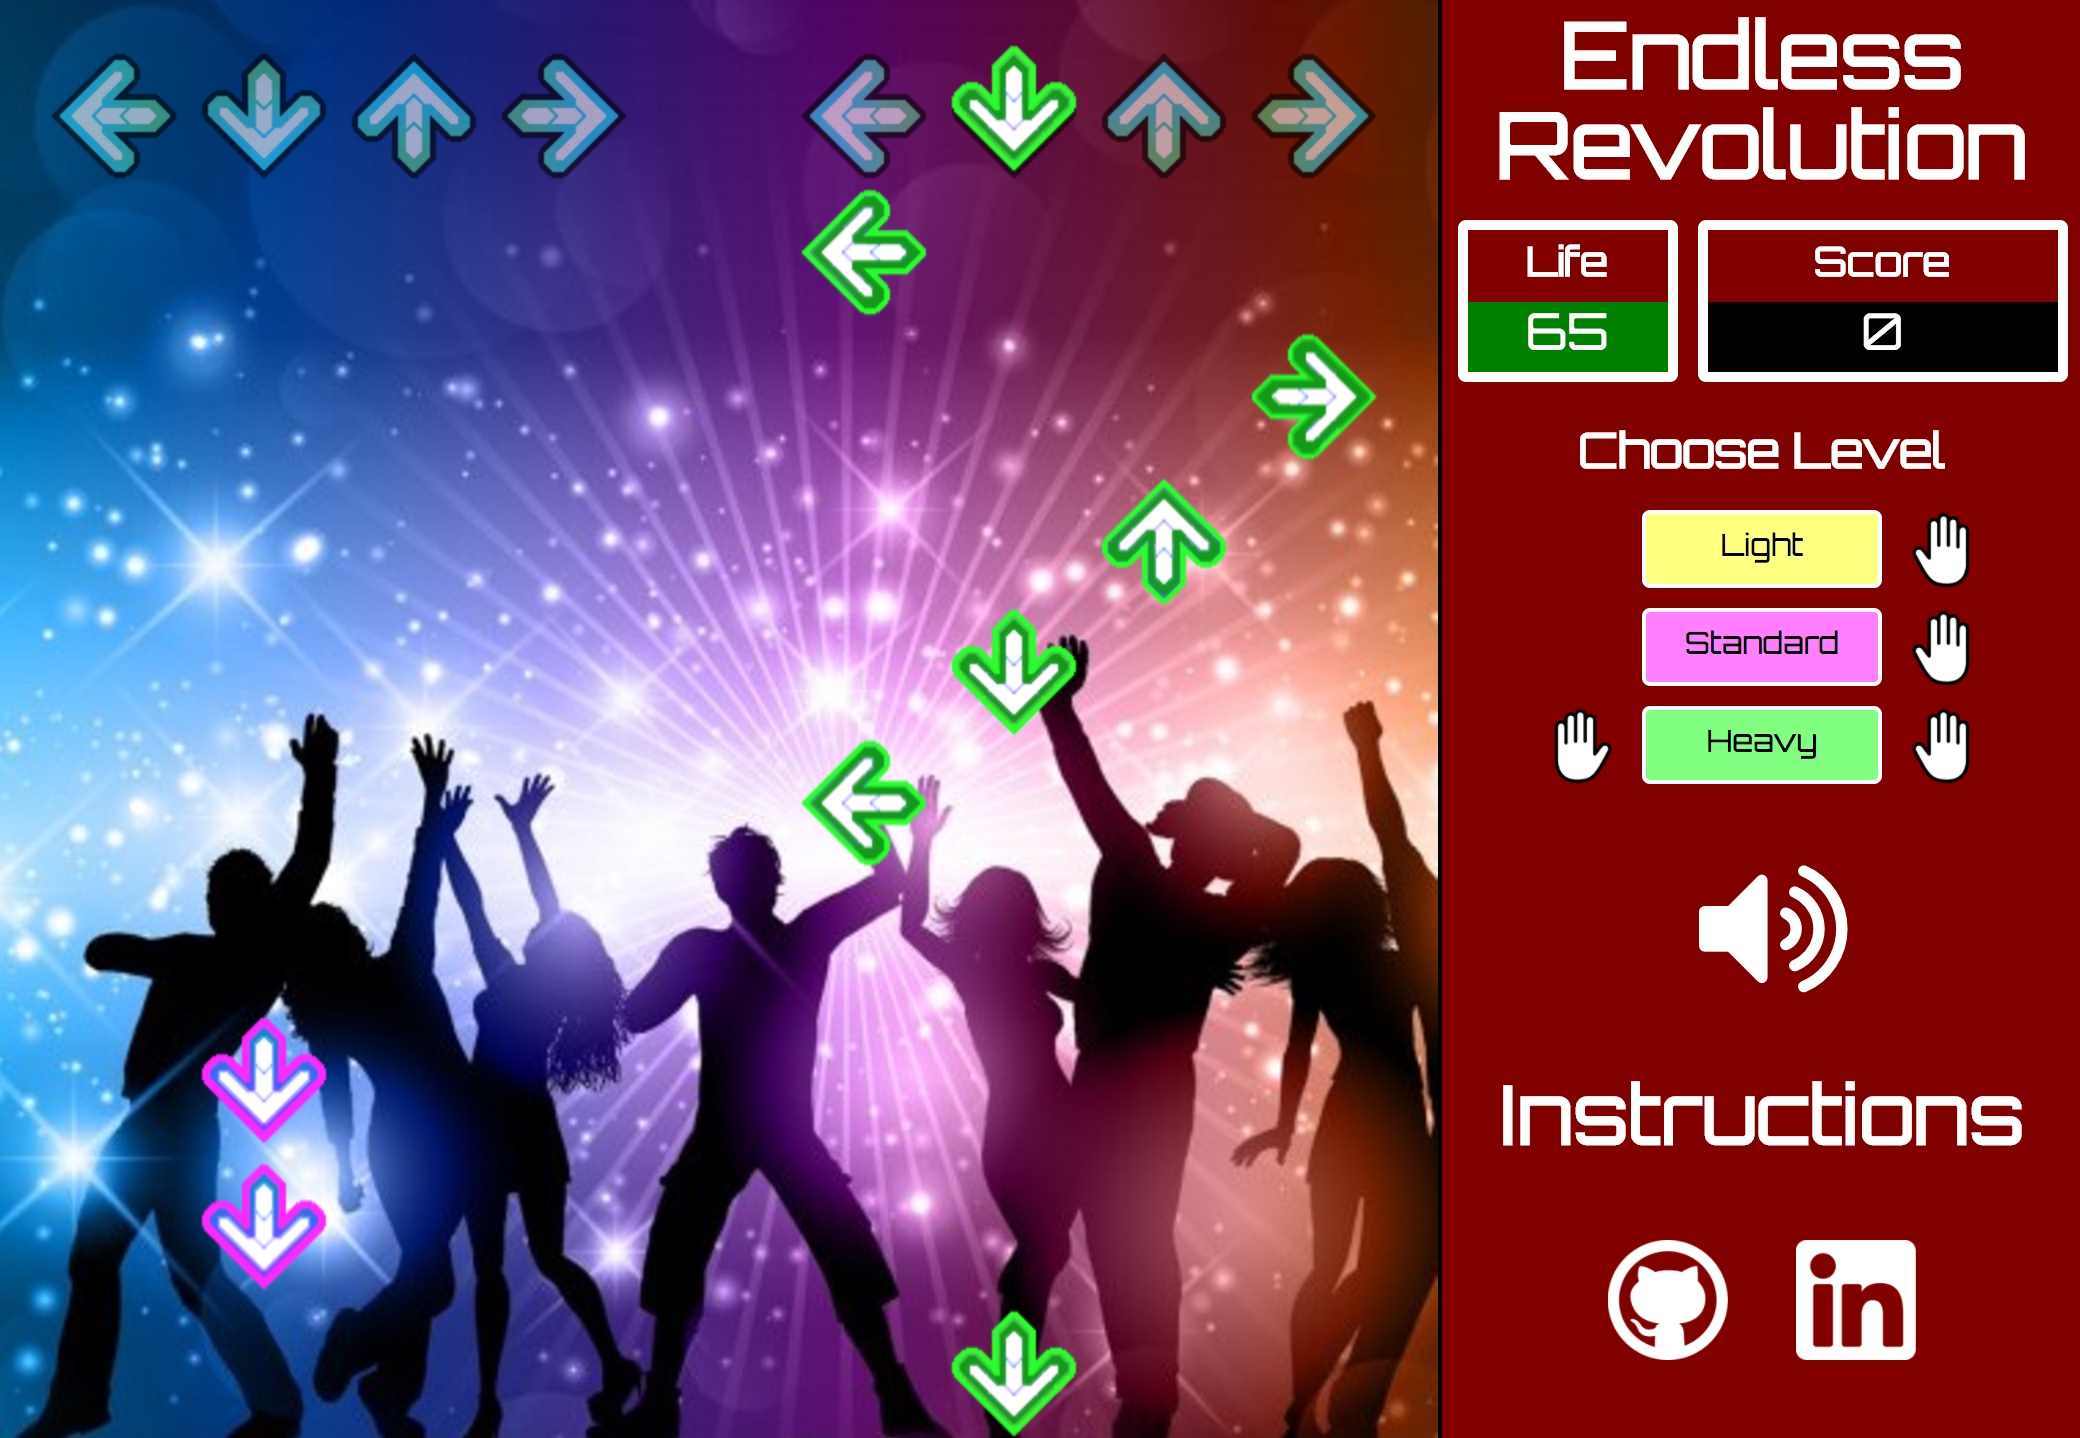 Endless
Revolution
Life
65
Score
0
Choose Level
Light
Standard
Heavy
Instructions
in